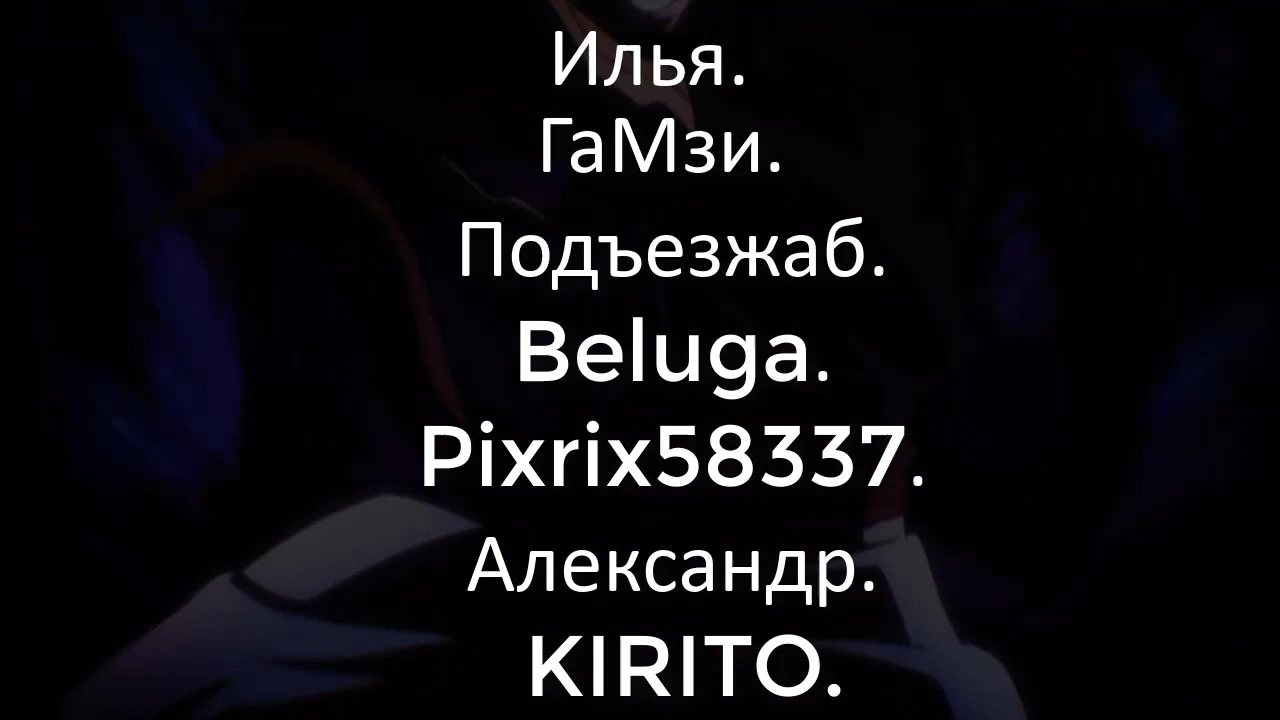 Илья.
ГаМзи.
Подъезжаб.
Beluga.
Pixrix58337.
Александр.
KIRITO.